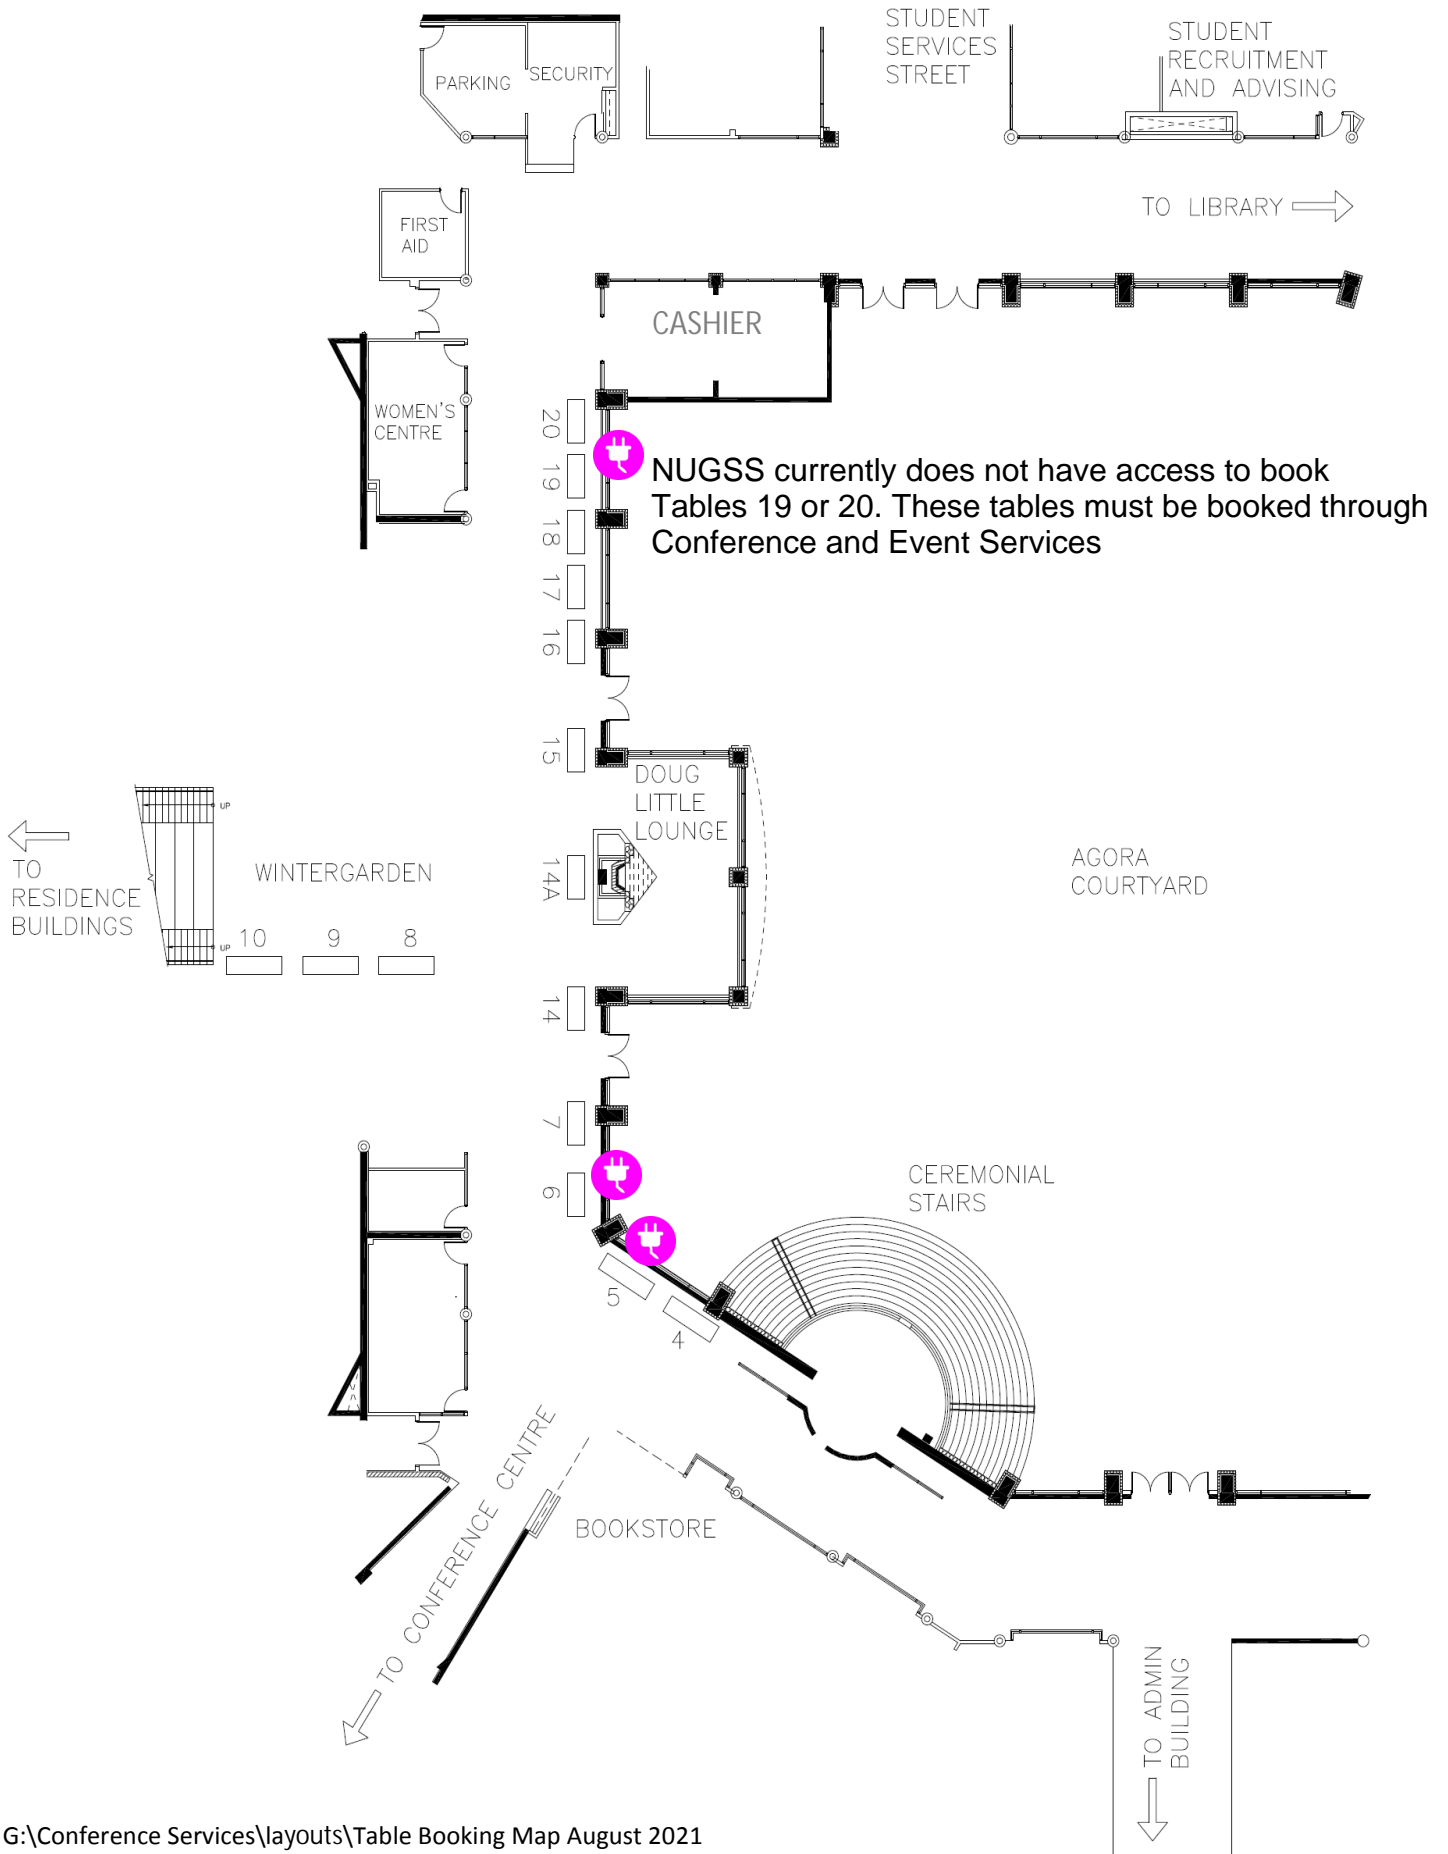 STUDENT
SERVICES
STREET
STUDENT
RECRUITMENT
AND ADVISING
PARKING
SECURITY
TO LIBRARY
FIRST
AID
CASHIER
WOMEN'S
CENTRE
20
19
18
17
16
15
NUGSS currently does not have access to book
Tables 19 or 20. These tables must be booked through
Conference and Event Services
DOUG
LITTLE
LOUNGE
UP
TO
RESIDENCE
BUILDINGS
WINTERGARDEN
14A
AGORA
COURTYARD
UP
10
9
8
14
7
6
CEREMONIAL
STAIRS
5
4
TO CONFERENCE CENTRE
BOOKSTORE
TO ADMIN
BUILDING
G:\Conference Services\layouts\Table Booking Map August 2021